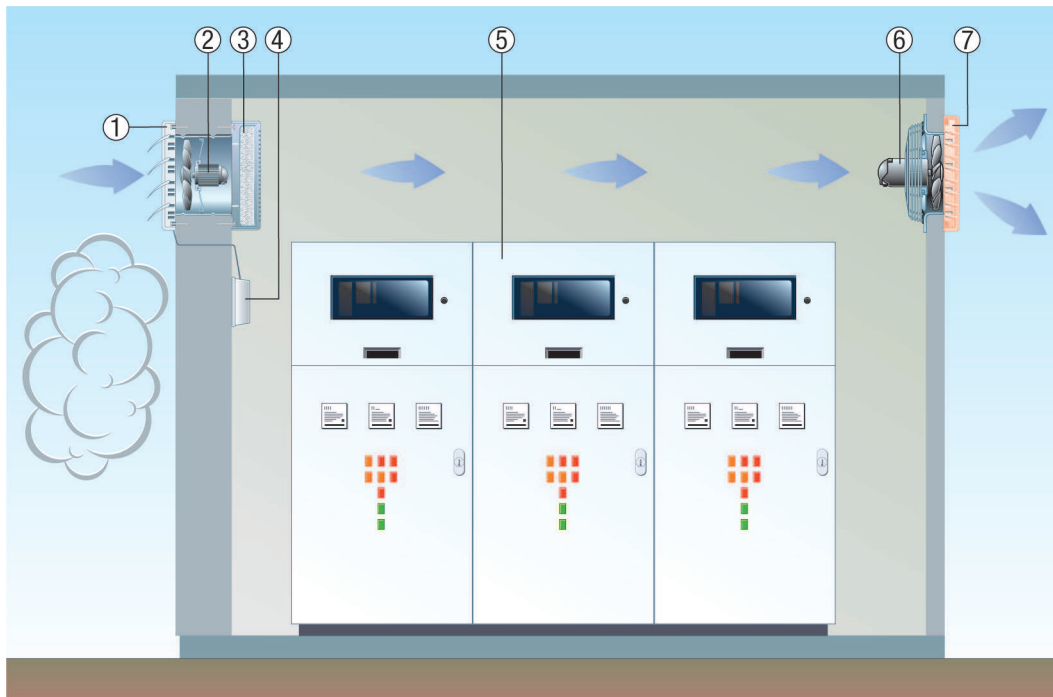 ① ② ③ ④ ⑤ ⑥ ⑦